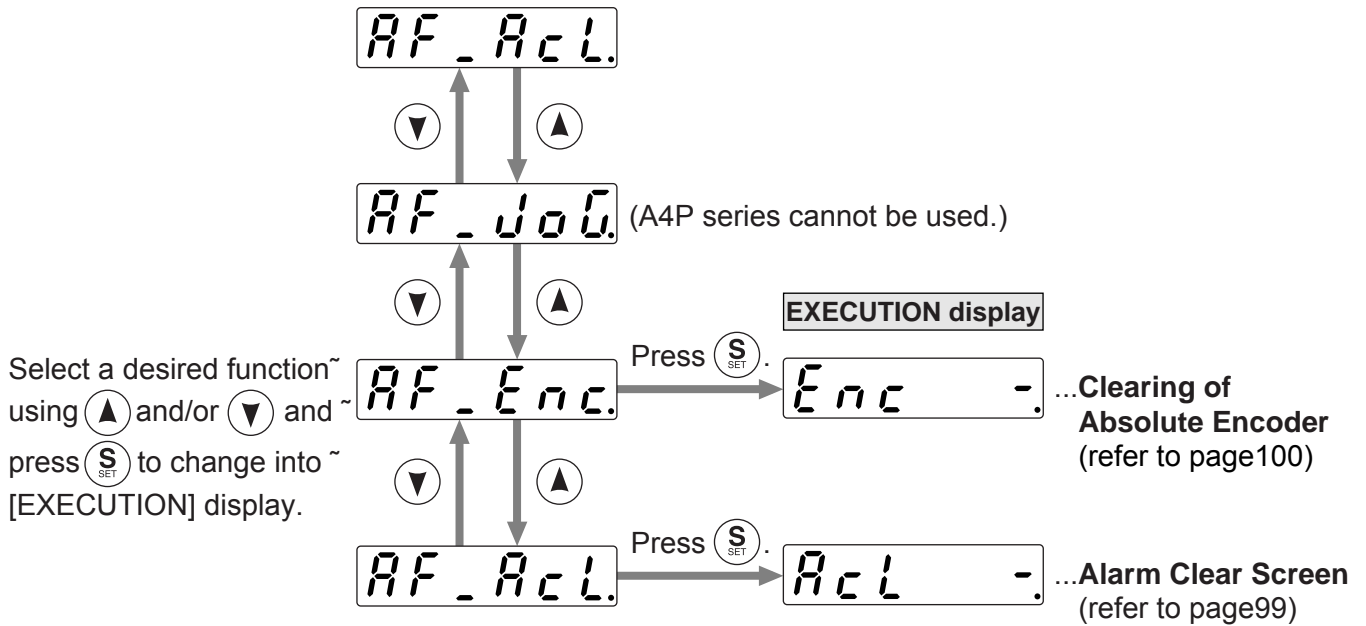 AF_AcL.
AF_JoG.
(A4P series cannot be used.)
EXECUTION display
Select a desired function˜
using ▲ and/or ▼ and ˜
press S SET to change into ˜
[EXECUTION] display.
AF_Enc.
Press S SET.
Enc -.
...Clearing of
Absolute Encoder
(refer to page100)
AF_AcL.
Press S SET.
AcL -.
...Alarm Clear Screen
(refer to page99)